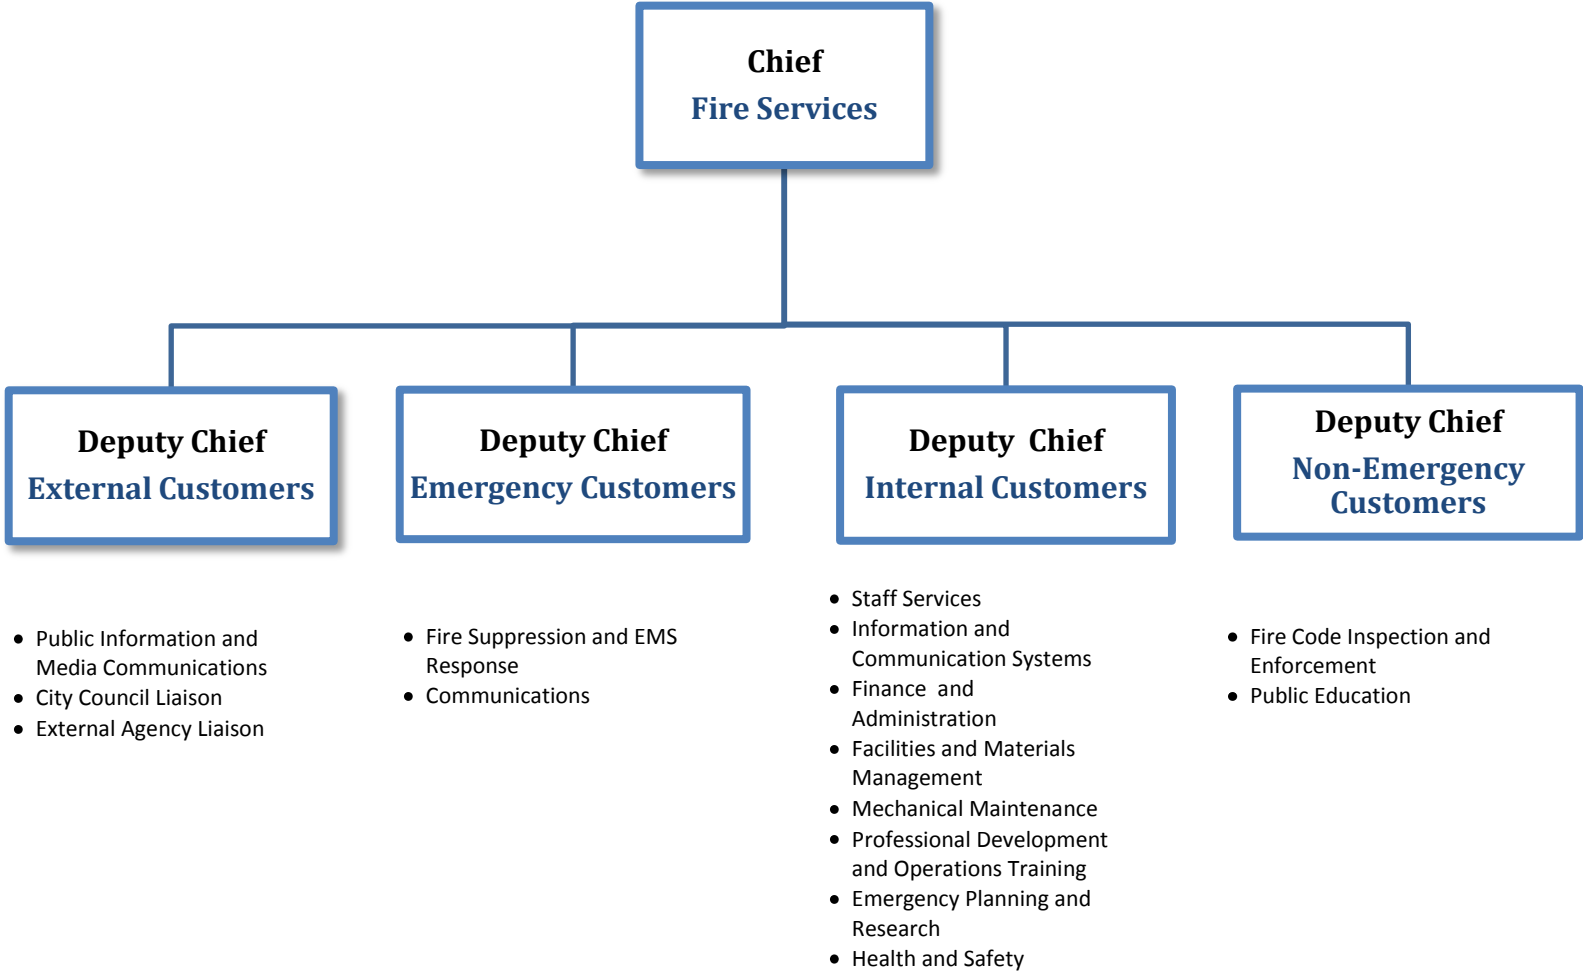 Chief
Fire Services
Deputy Chief
External Customers
Deputy Chief
Emergency Customers
Deputy  Chief
Internal Customers
Deputy Chief
Non-Emergency
Customers
• Public Information and
Media Communications
• City Council Liaison
• External Agency Liaison
• Fire Suppression and EMS
Response
• Communications
• Staff Services
• Information and
Communication Systems
• Finance  and
Administration
• Facilities and Materials
Management
• Mechanical Maintenance
• Professional Development
and Operations Training
• Emergency Planning and
Research
• Health and Safety
• Fire Code Inspection and
Enforcement
• Public Education